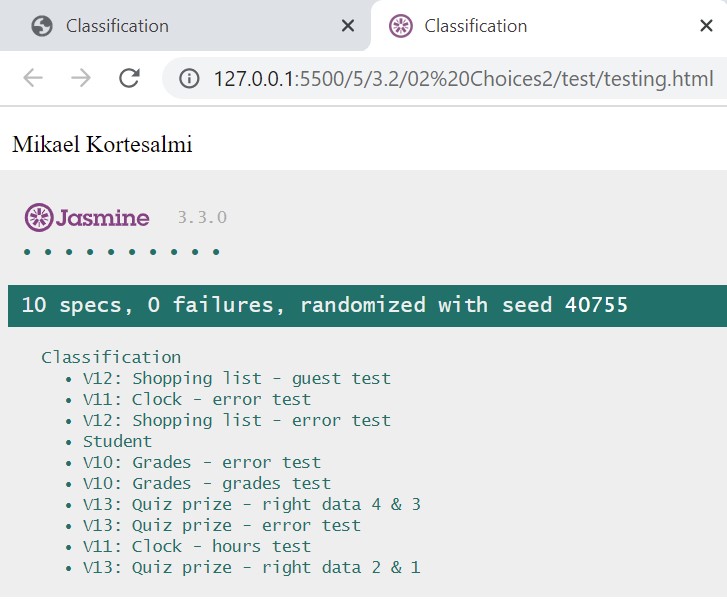 Classification
Classification
127.0.0.1:5500/5/3.2/02%20Choices2/test/testing.html
Mikael Kortesalmi
Jasmine 3.3.0
• • • • • • • • • •
10 specs, 0 failures, randomized with seed 40755
Classification
• V12: Shopping list - guest test
• V11: Clock - error test
• V12: Shopping list - error test
• Student
• V10: Grades - error test
• V10: Grades - grades test
• V13: Quiz prize - right data 4 & 3
• V13: Quiz prize - error test
• V11: Clock - hours test
• V13: Quiz prize - right data 2 & 1